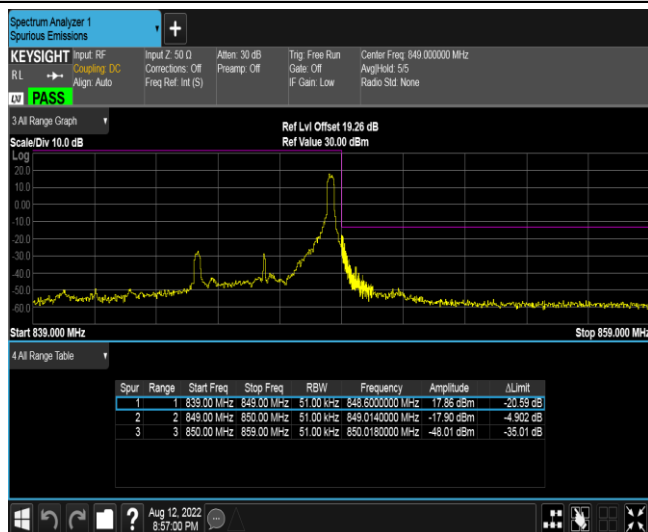 Spectrum Analyzer 1
Spurious Emissions
+
KEYSIGHT Input: RF Input Z: 50 Ω Atten: 30 dB Trig: Free Run Center Freq: 849.000000 MHz
RL Coupling: DC Corrections: Off Preamp: Off Gate: Off Avg|Hold: 5/5
Align: Auto Freq Ref: Int (S) IF Gain: Low Radio Std: None
LXI PASS
3 All Range Graph
Ref Lvl Offset 19.26 dB
Scale/Div 10.0 dB Ref Value 30.00 dBm
Log
20.0
10.0
0.00
-10.0
-20.0
-30.0
-40.0
-50.0
-60.0
Start 839.000 MHz Stop 859.000 MHz
4 All Range Table
Spur Range Start Freq Stop Freq RBW Frequency Amplitude ΔLimit
1 1 839.00 MHz 849.00 MHz 51.00 kHz 848.6000000 MHz 17.86 dBm -20.59 dB
2 2 849.00 MHz 850.00 MHz 51.00 kHz 849.0140000 MHz -17.90 dBm -4.902 dB
3 3 850.00 MHz 859.00 MHz 51.00 kHz 850.0180000 MHz -48.01 dBm -35.01 dB
? Aug 12, 2022
8:57:00 PM